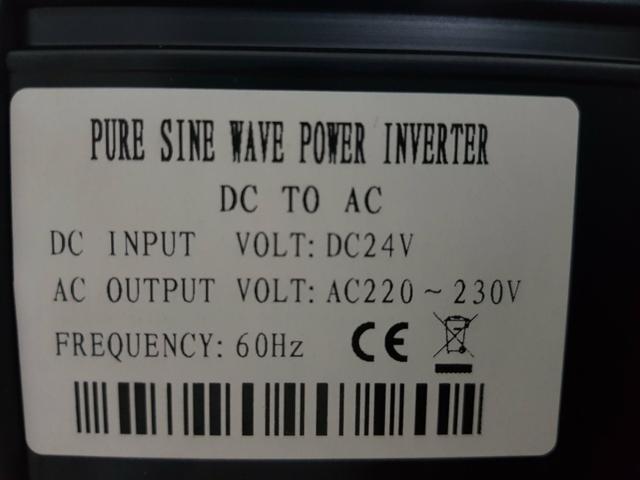 PURE SINE WAVE POWER INVERTER
DC TO AC
DC INPUT VOLT: DC24V
AC OUTPUT VOLT: AC220~230V
FREQUENCY: 60Hz CE